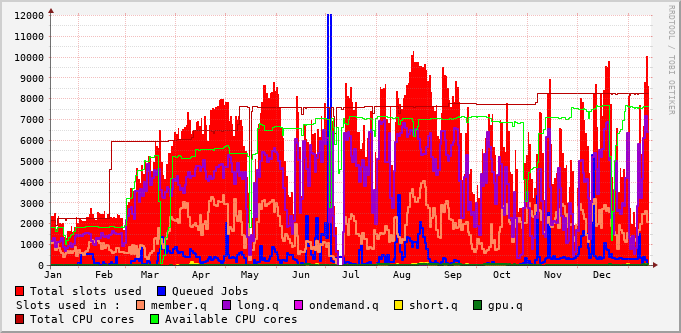 12000
11000
10000
9000
8000
7000
6000
5000
4000
3000
2000
1000
0
Jan Feb Mar Apr May Jun Jul Aug Sep Oct Nov Dec
RRDTOOL / TOBI OETIKER
Total slots used Queued Jobs
Slots used in : member.q long.q ondemand.q short.q gpu.q
Total CPU cores Available CPU cores